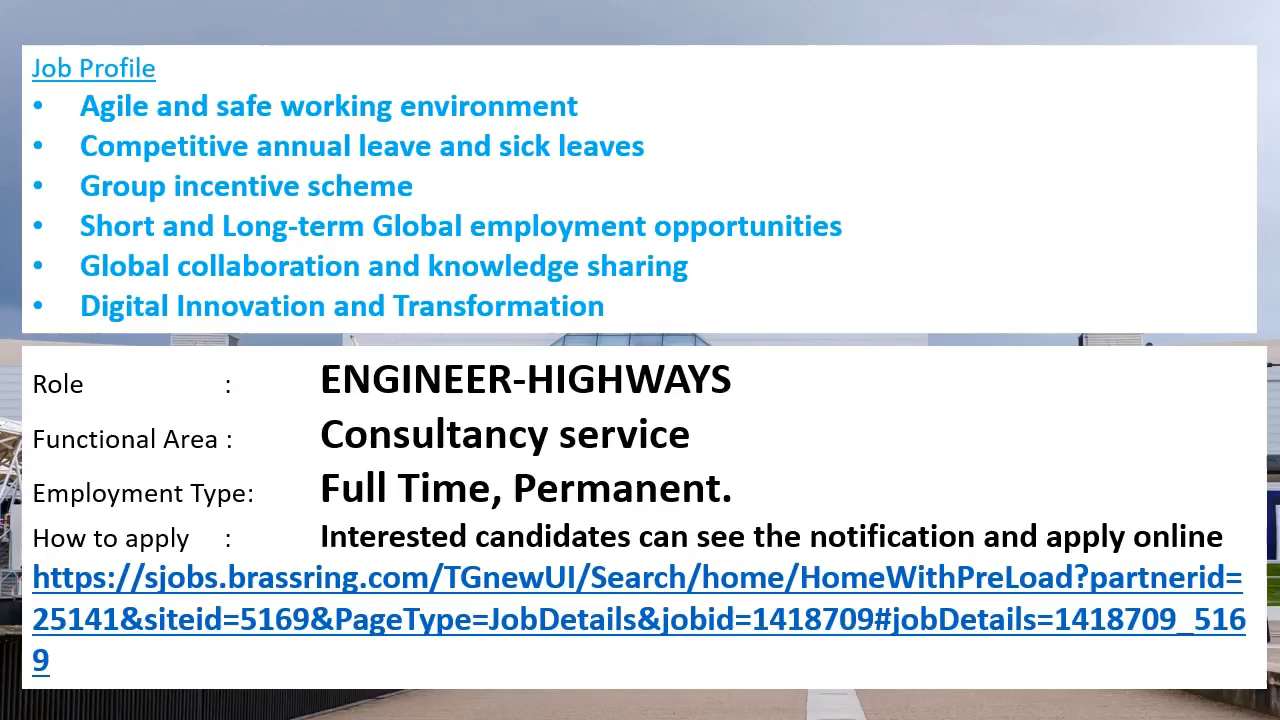 Job Profile
• Agile and safe working environment
• Competitive annual leave and sick leaves
• Group incentive scheme
• Short and Long-term Global employment opportunities
• Global collaboration and knowledge sharing
• Digital Innovation and Transformation
Role : ENGINEER-HIGHWAYS
Functional Area : Consultancy service
Employment Type: Full Time, Permanent.
How to apply : Interested candidates can see the notification and apply online
https://sjobs.brassring.com/TGnewUI/Search/home/HomeWithPreLoad?partnerid=
25141&siteid=5169&PageType=JobDetails&jobid=1418709#jobDetails=1418709_516
9